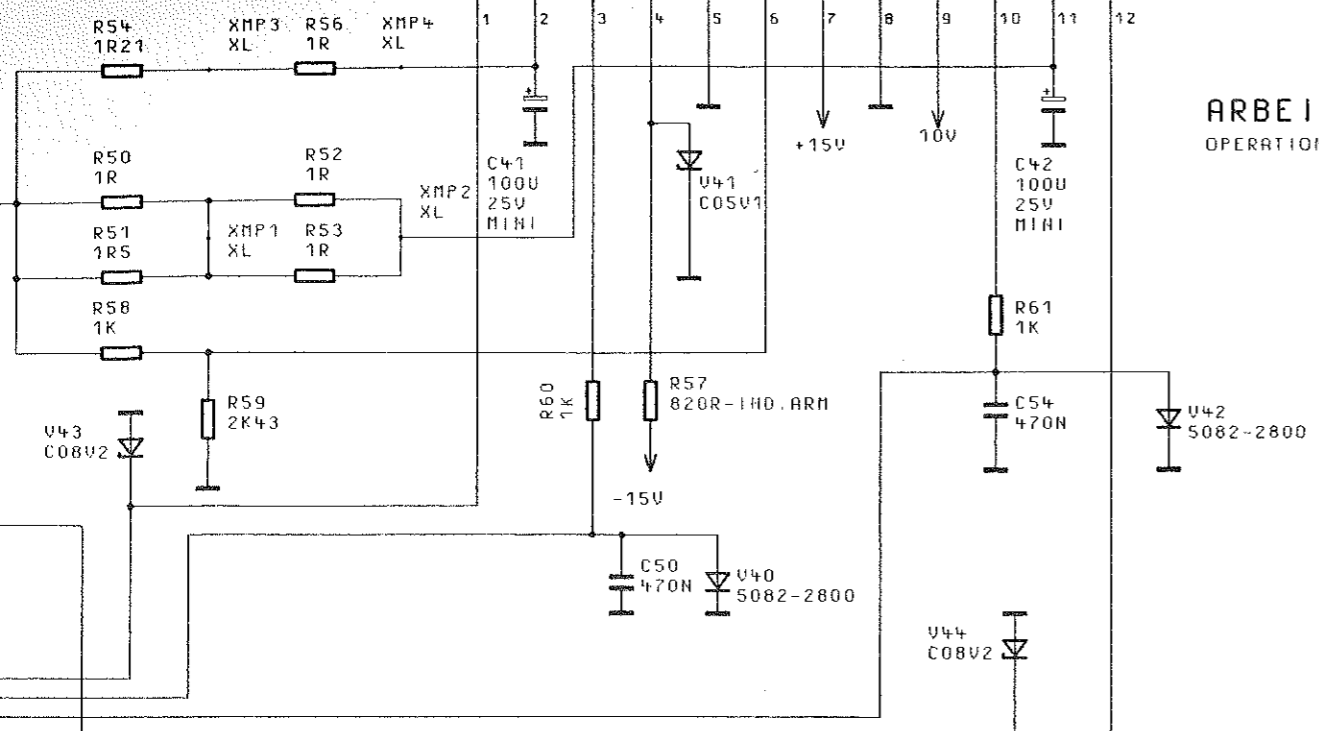 1 2 3 4 5 6 7 8 9 10 11 12
R54
1R21
XMP3
XL
R56
1R
XMP4
XL
ARBEI
OPERATION
+15V
10V
R50
1R
R52
1R
C41
100U
25V
MINI
V41
C05V1
C42
100U
25V
MINI
XMP2
XL
R51
1R5
XMP1
XL
R53
1R
R58
1K
R61
1K
R59
2K43
R60
1K
R57
820R-IND.ARM
C54
470N
V42
5082-2800
V43
C08V2
-15V
C50
470N
V40
5082-2800
V44
C08V2